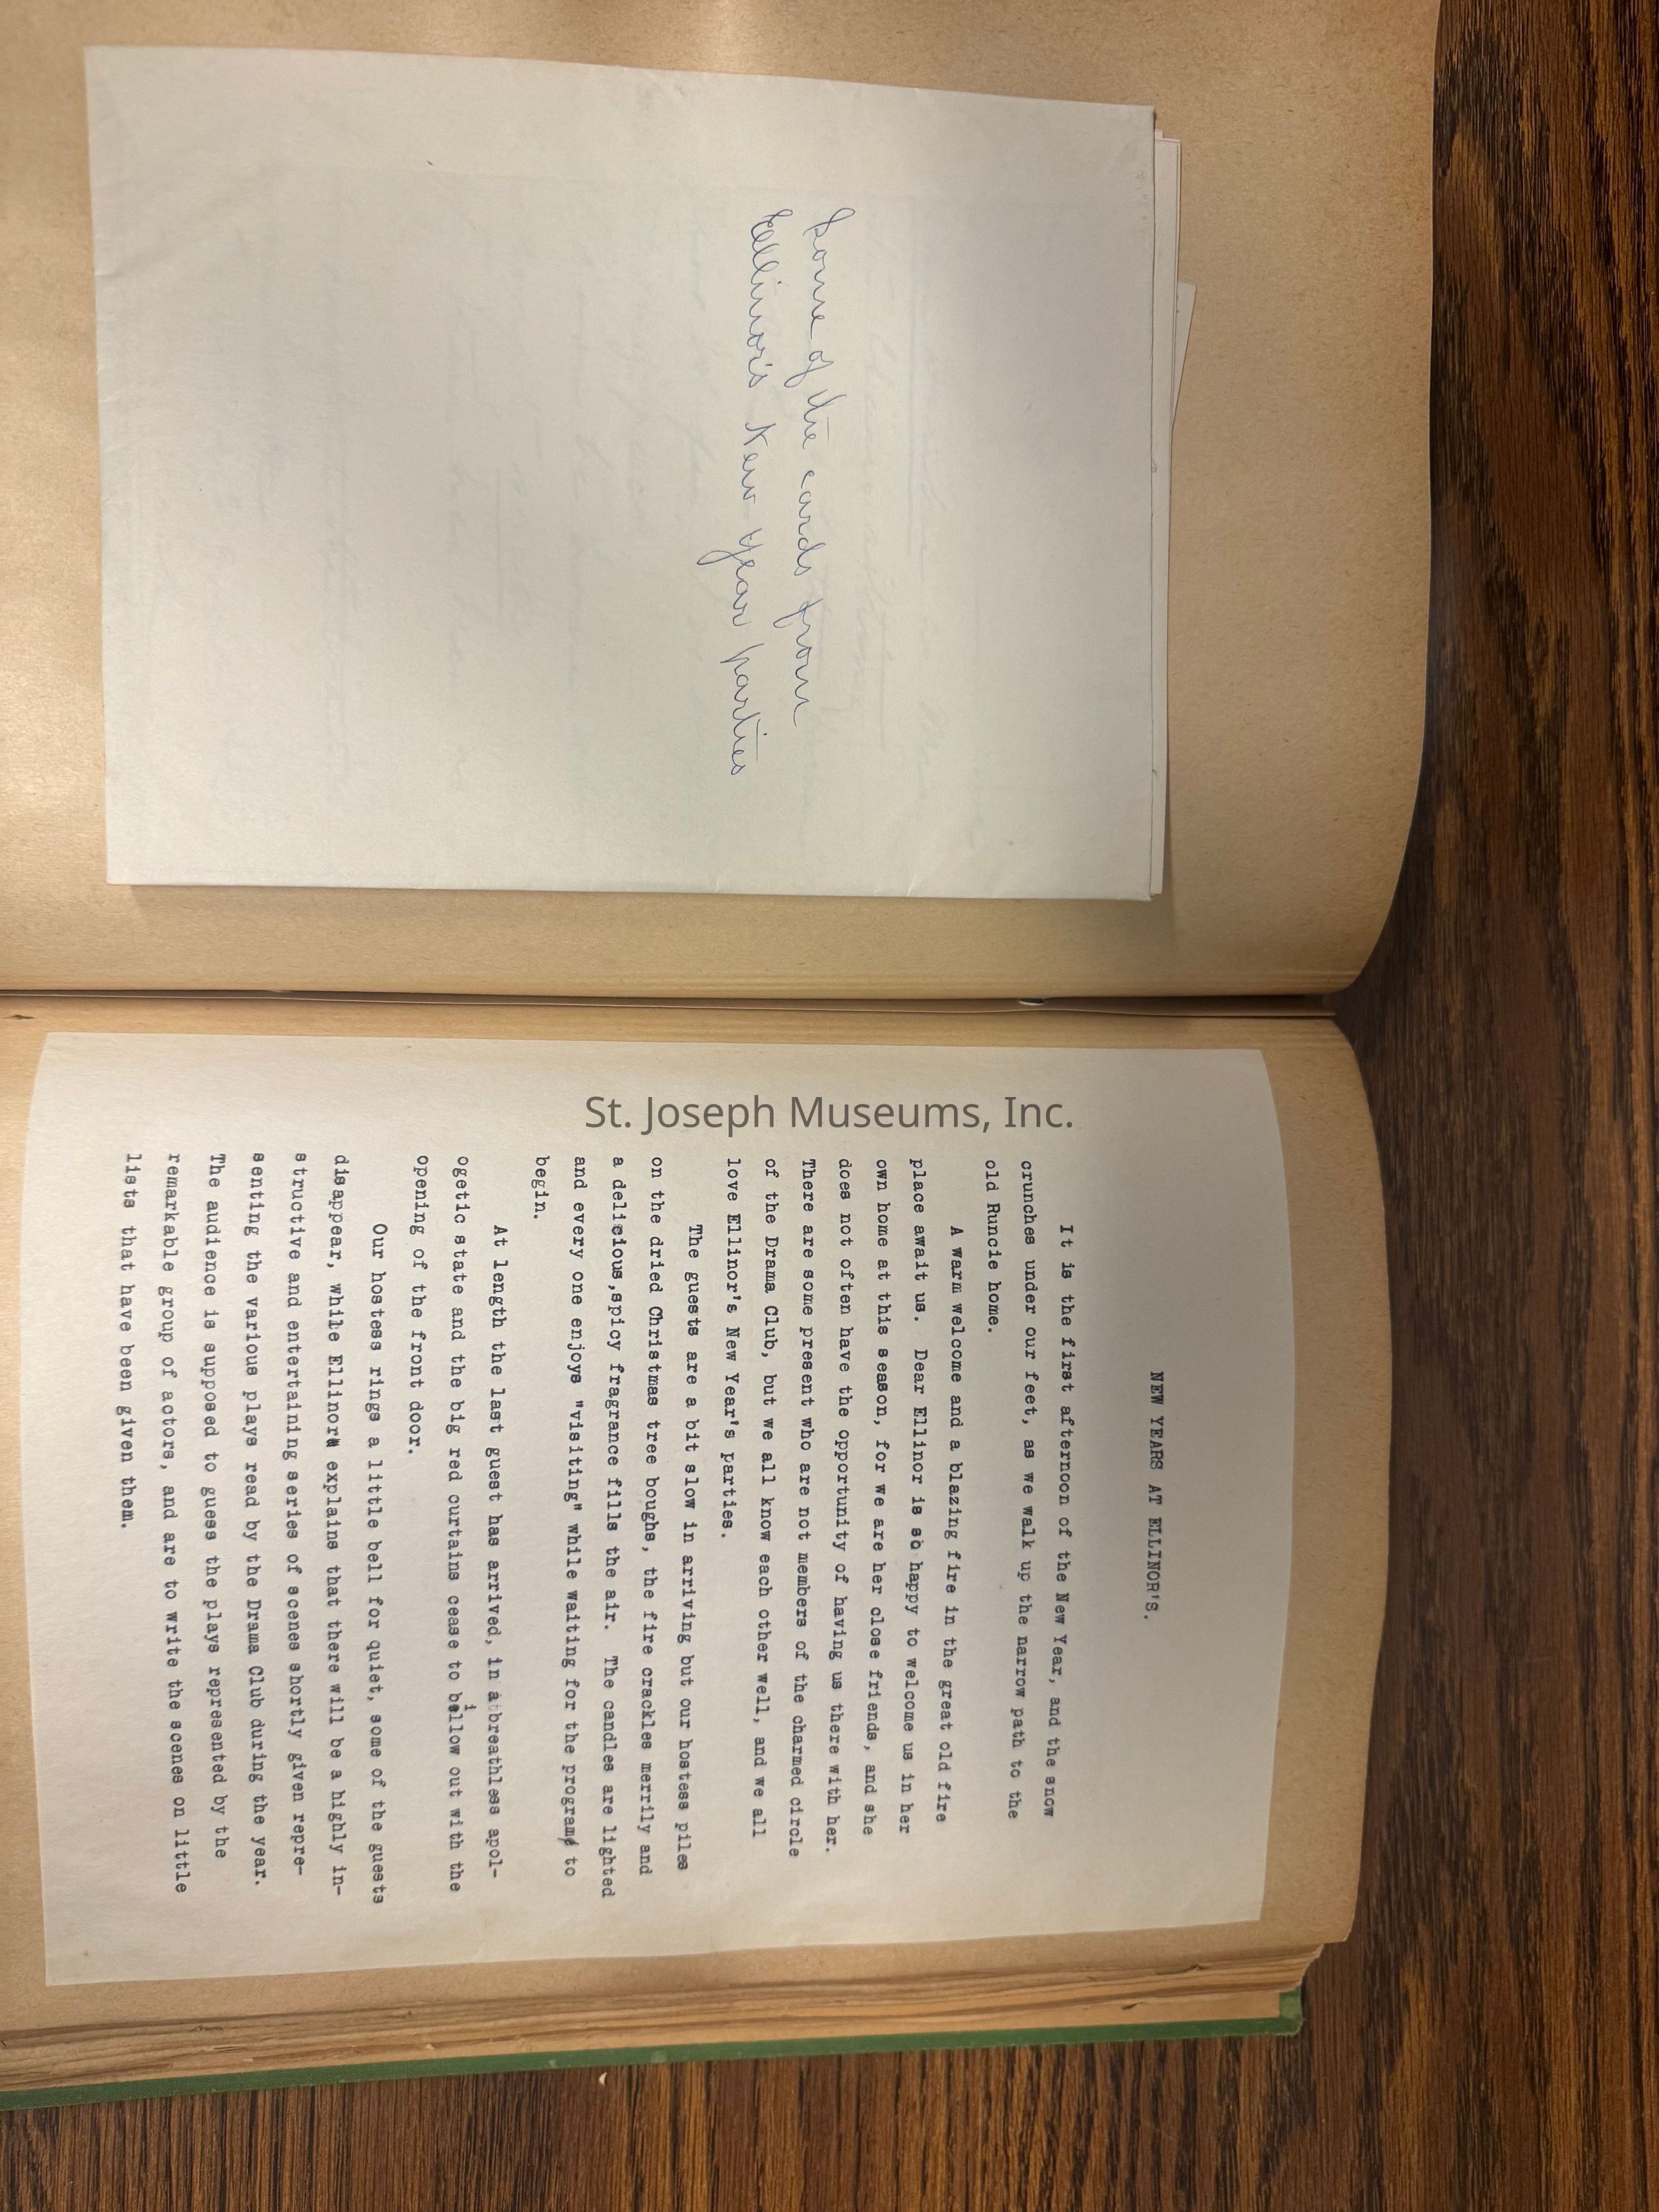 Some of the cards from
Ellinor's New Year parties
St. Joseph Museums, Inc.
NEW YEARS AT ELLINOR'S.
It is the first afternoon of the New Year, and the snow
crunches under our feet, as we walk up the narrow path to the
old Runcie home.
A warm welcome and a blazing fire in the great old fire
place await us. Dear Ellinor is so happy to welcome us in her
own home at this season, for we are her close friends, and she
does not often have the opportunity of having us there with her.
There are some present who are not members of the charmed circle
of the Drama Club, but we all know each other well, and we all
love Ellinor's New Year's parties.
The guests are a bit slow in arriving but our hostess piles
on the dried Christmas tree boughs, the fire crackles merrily and
a delicious,spicy fragrance fills the air. The candles are lighted
and every one enjoys "visiting" while waiting for the program to
begin.
At length the last guest has arrived, in a breathless apol-
ogetic state and the big red curtains cease to billow out with the
opening of the front door.
Our hostess rings a little bell for quiet, some of the guests
disappear, while Ellinor explains that there will be a highly in-
structive and entertaining series of scenes shortly given repre-
senting the various plays read by the Drama Club during the year.
The audience is supposed to guess the plays represented by the
remarkable group of actors, and are to write the scenes on little
lists that have been given them.